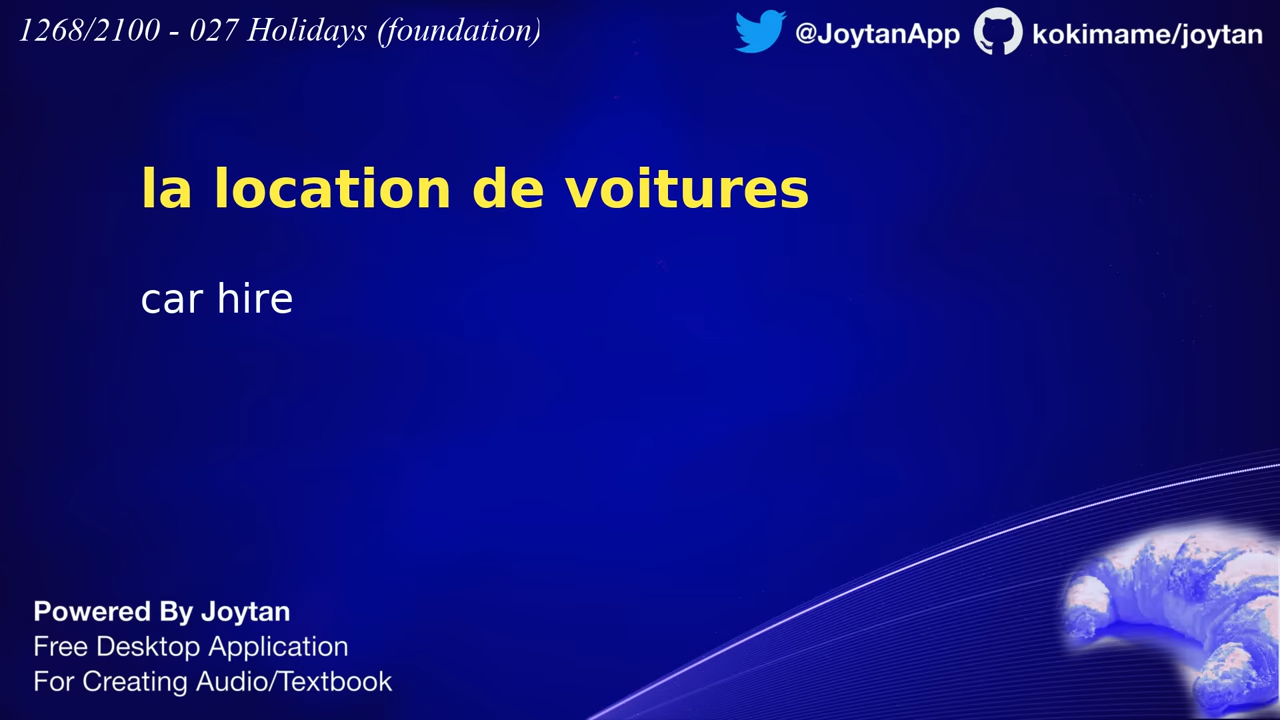 1268/2100 - 027 Holidays (foundation)
@JoytanApp kokimame/joytan
la location de voitures
car hire
Powered By Joytan
Free Desktop Application
For Creating Audio/Textbook